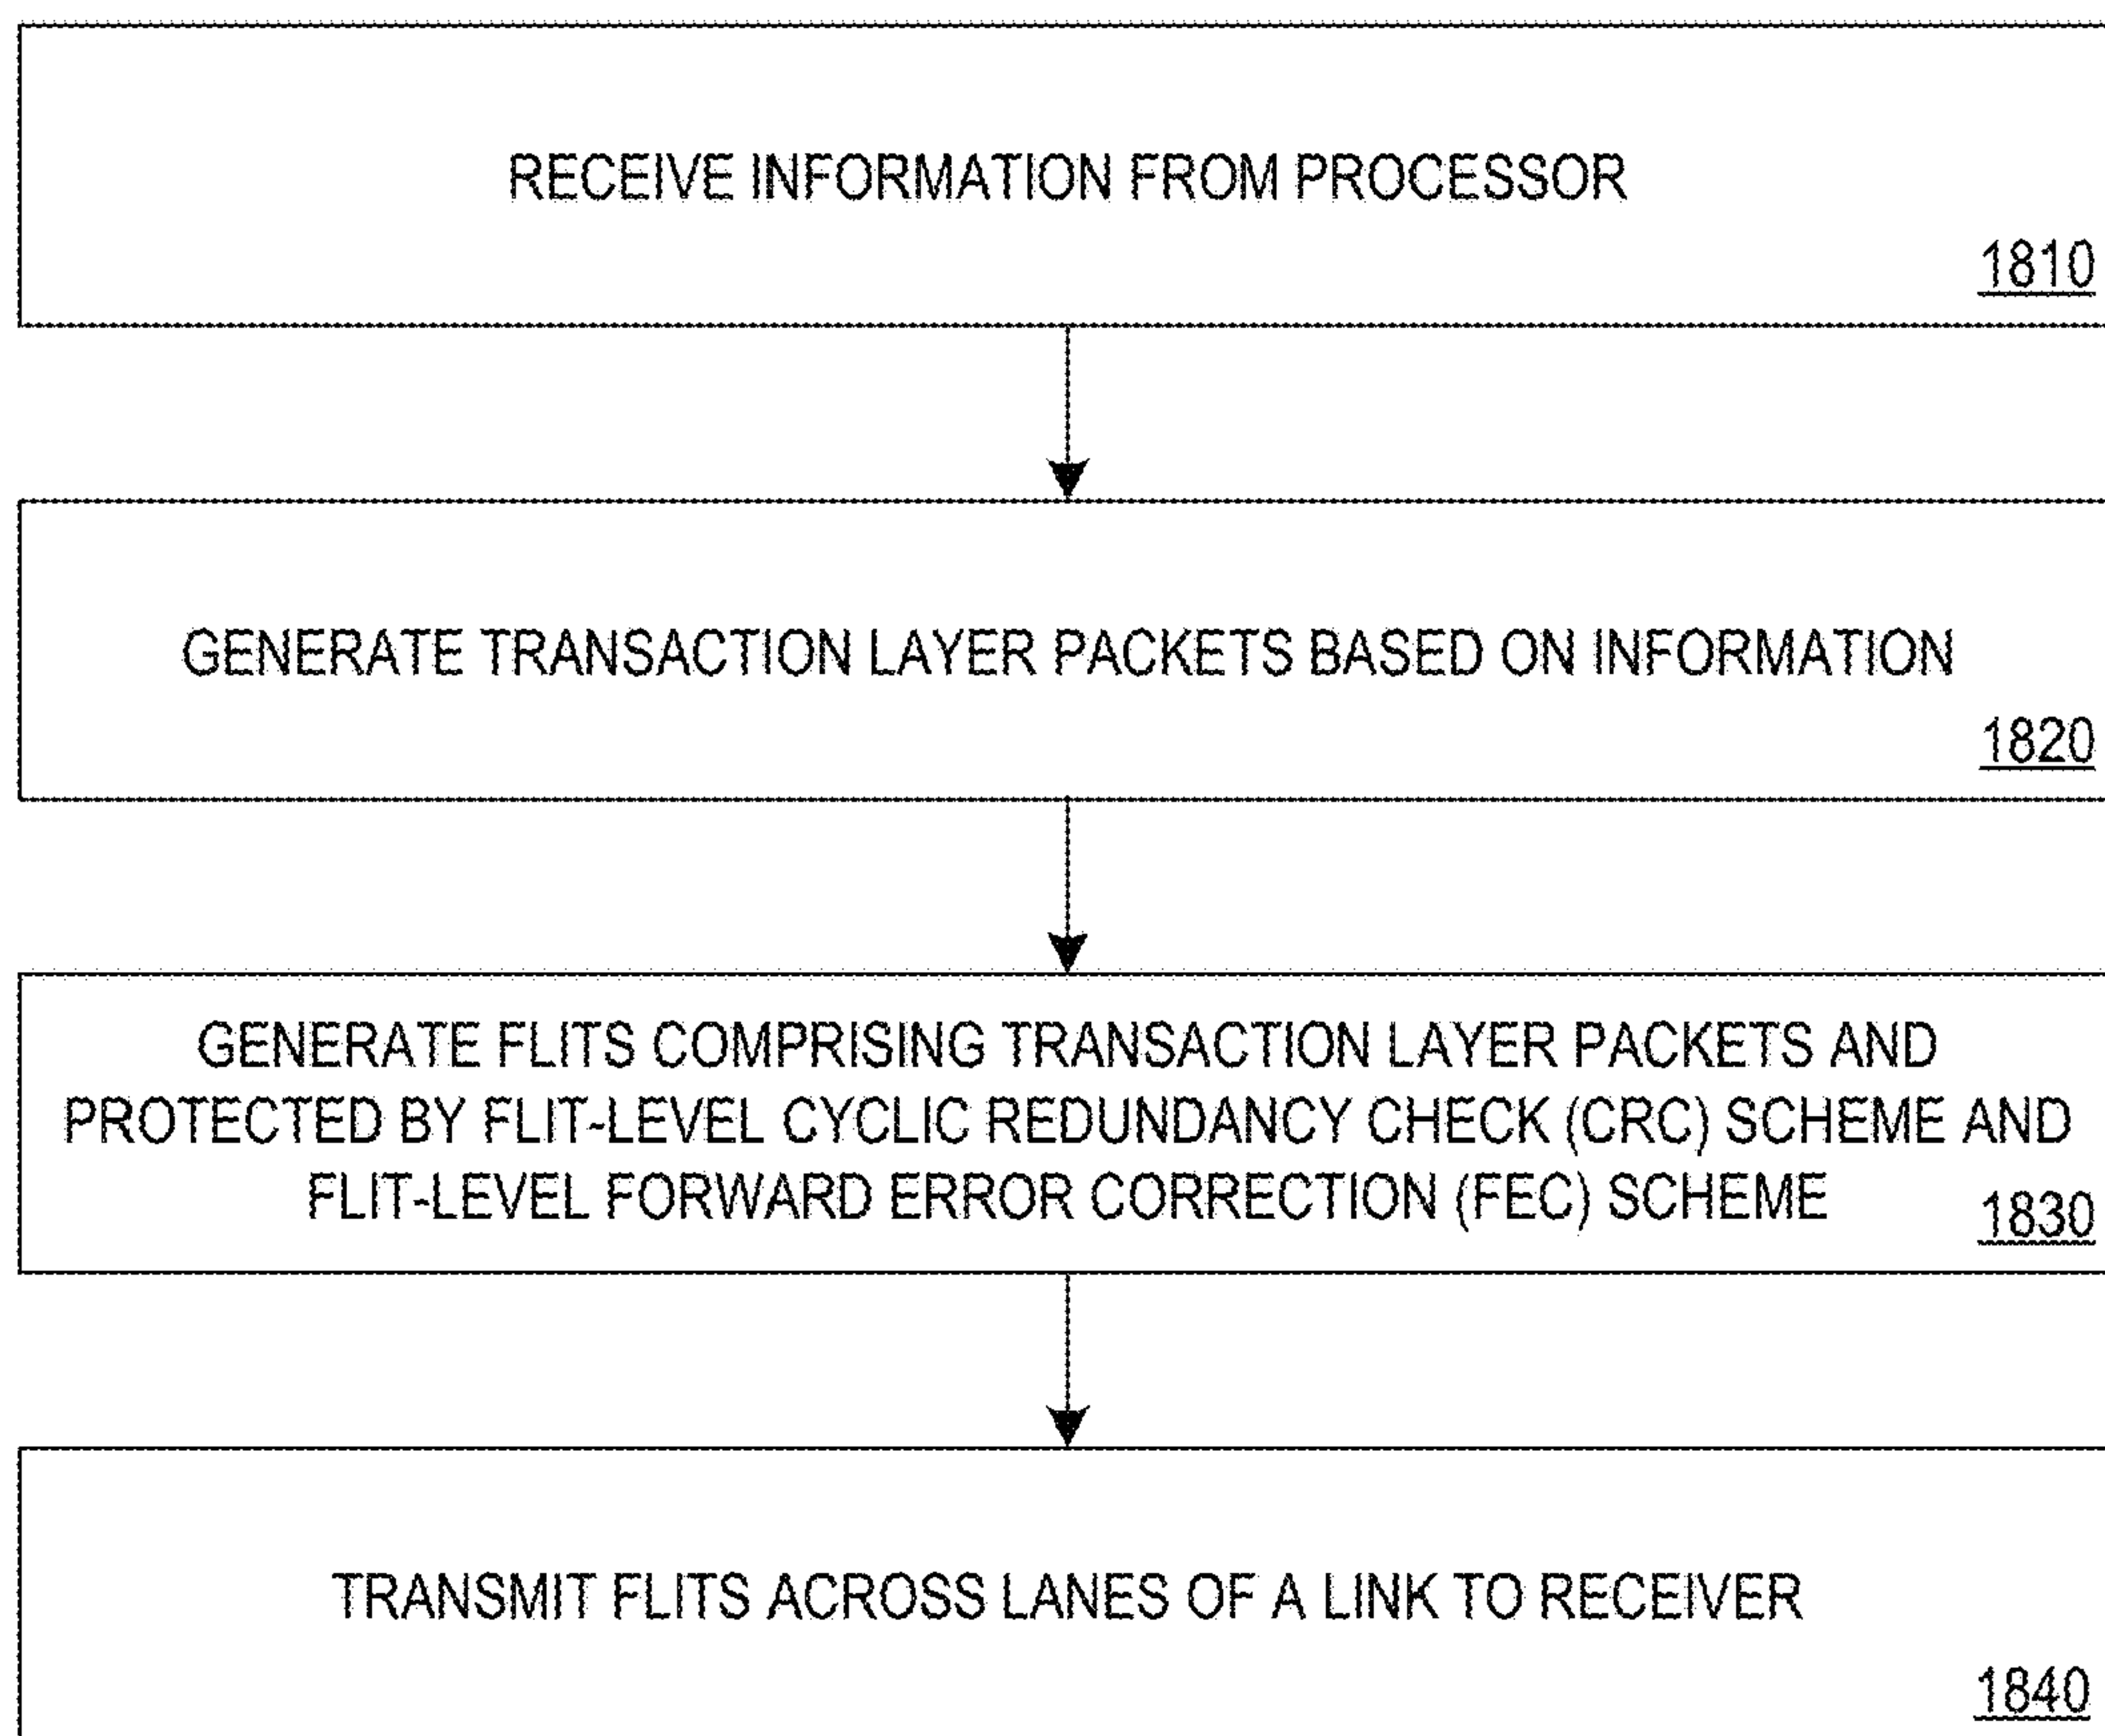 RECEIVE INFORMATION FROM PROCESSOR
1810
GENERATE TRANSACTION LAYER PACKETS BASED ON INFORMATION
1820
GENERATE FLITS COMPRISING TRANSACTION LAYER PACKETS AND
PROTECTED BY FLIT-LEVEL CYCLIC REDUNDANCY CHECK (CRC) SCHEME AND
FLIT-LEVEL FORWARD ERROR CORRECTION (FEC) SCHEME
1830
TRANSMIT FLITS ACROSS LANES OF A LINK TO RECEIVER
1840